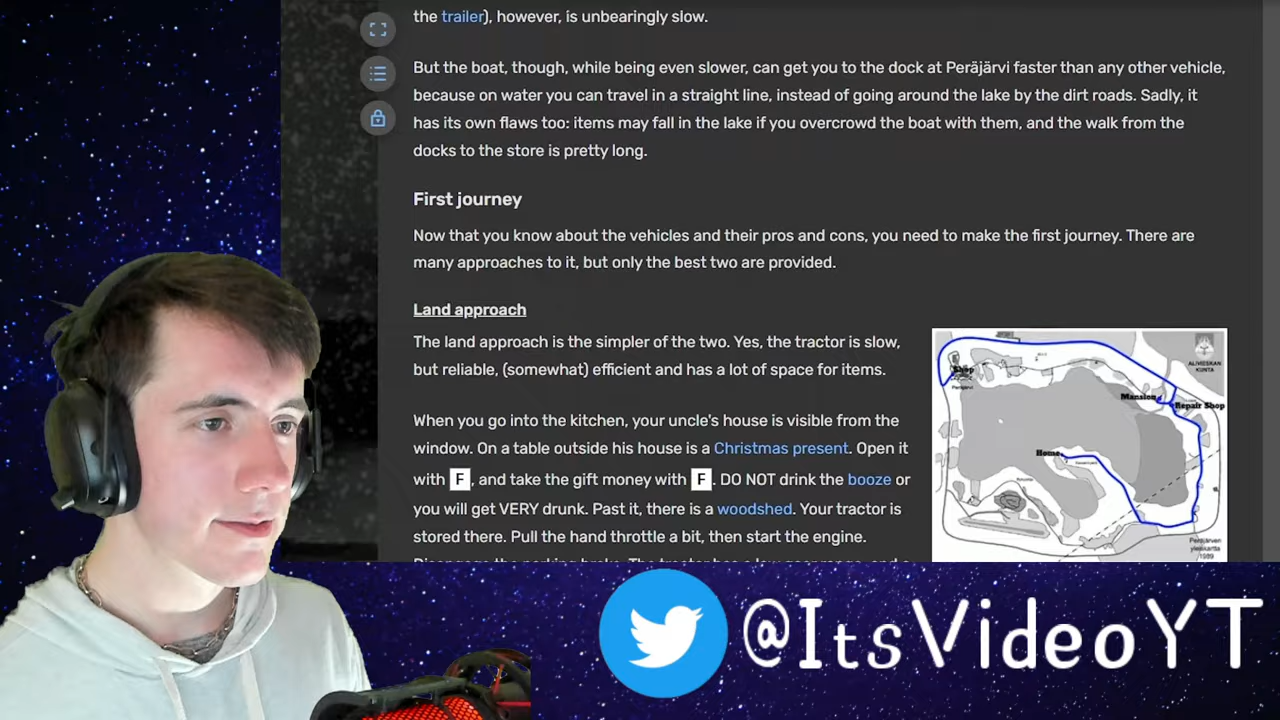 the trailer), however, is unbearingly slow.
But the boat, though, while being even slower, can get you to the dock at Peräjärvi faster than any other vehicle,
because on water you can travel in a straight line, instead of going around the lake by the dirt roads. Sadly, it
has its own flaws too: items may fall in the lake if you overcrowd the boat with them, and the walk from the
docks to the store is pretty long.
First journey
Now that you know about the vehicles and their pros and cons, you need to make the first journey. There are
many approaches to it, but only the best two are provided.
Land approach
The land approach is the simpler of the two. Yes, the tractor is slow,
but reliable, (somewhat) efficient and has a lot of space for items.
When you go into the kitchen, your uncle's house is visible from the
window. On a table outside his house is a Christmas present. Open it
with F, and take the gift money with F. DO NOT drink the booze or
you will get VERY drunk. Past it, there is a woodshed. Your tractor is
stored there. Pull the hand throttle a bit, then start the engine.
ALIVIESKAN
KUNTA
Shop
Peräjärvi
Mansion
Repair Shop
Home
Peräjärven
yleiskartta
1989
@ItsVideoYT